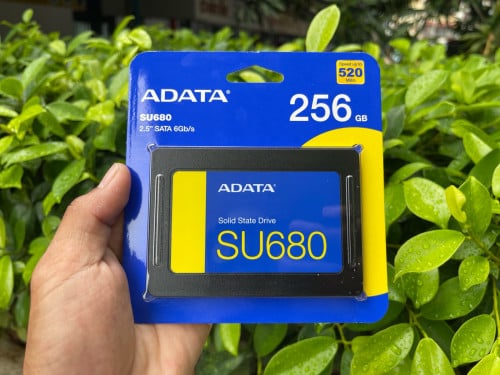 ADATA®
SU680
2.5" SATA 6Gb/s
Speed up to
520
MB/s
256 GB
ADATA®
Solid State Drive
SU680